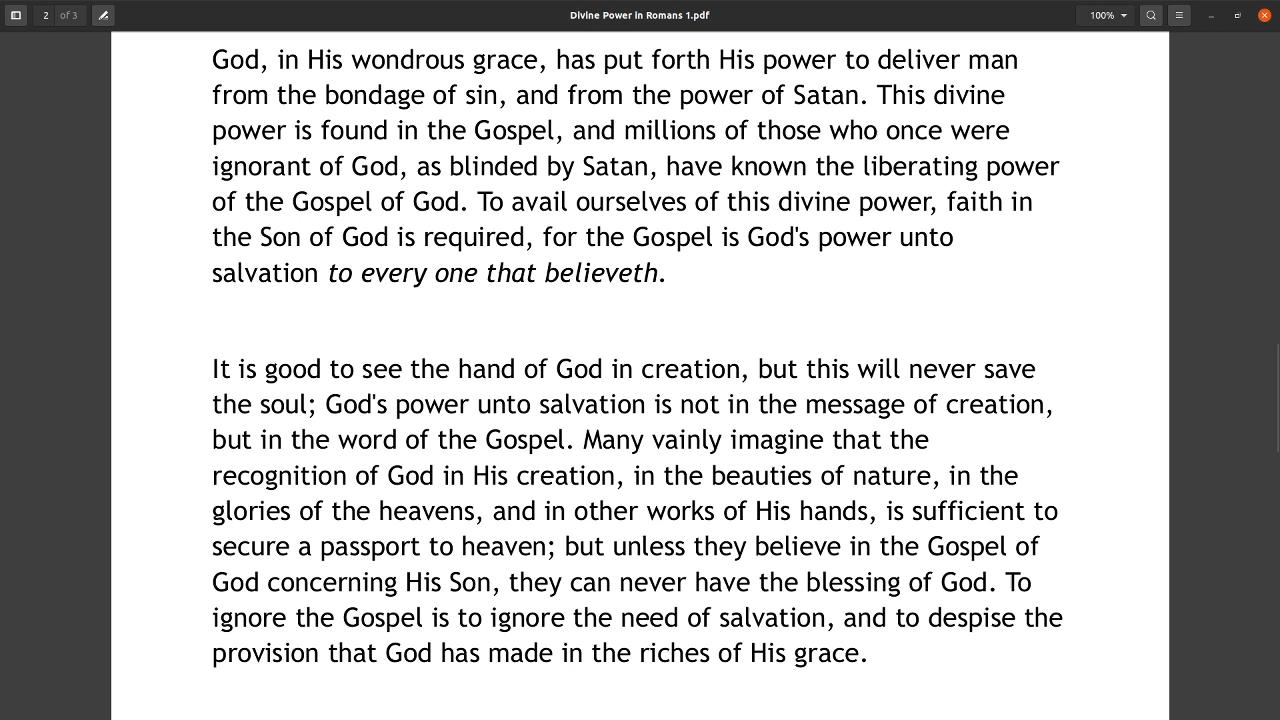 2 of 3
Divine Power in Romans 1.pdf
100%
God, in His wondrous grace, has put forth His power to deliver man
from the bondage of sin, and from the power of Satan. This divine
power is found in the Gospel, and millions of those who once were
ignorant of God, as blinded by Satan, have known the liberating power
of the Gospel of God. To avail ourselves of this divine power, faith in
the Son of God is required, for the Gospel is God's power unto
salvation to every one that believeth.
It is good to see the hand of God in creation, but this will never save
the soul; God's power unto salvation is not in the message of creation,
but in the word of the Gospel. Many vainly imagine that the
recognition of God in His creation, in the beauties of nature, in the
glories of the heavens, and in other works of His hands, is sufficient to
secure a passport to heaven; but unless they believe in the Gospel of
God concerning His Son, they can never have the blessing of God. To
ignore the Gospel is to ignore the need of salvation, and to despise the
provision that God has made in the riches of His grace.